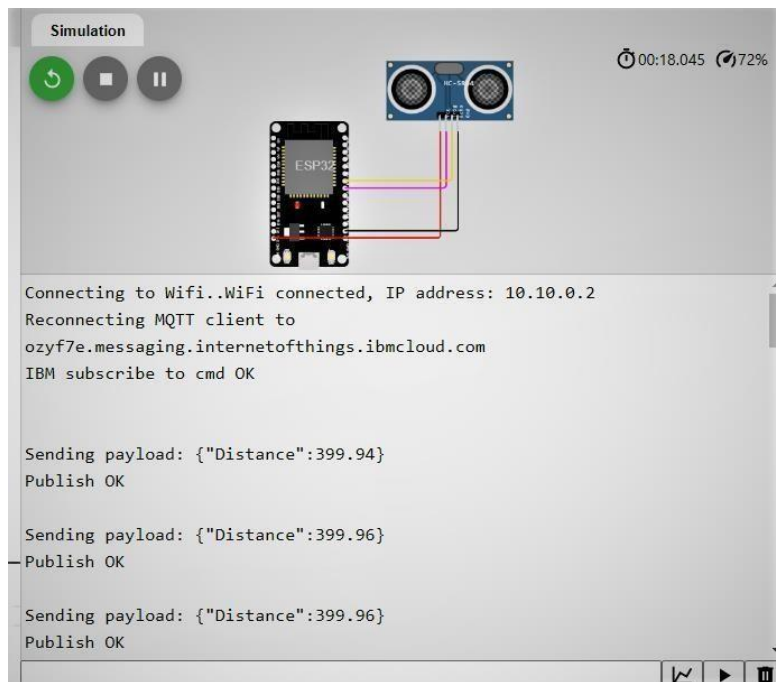 Simulation
00:18.045 72%
HC-SR04
ESP32
Connecting to Wifi..WiFi connected, IP address: 10.10.0.2
Reconnecting MQTT client to
ozyf7e.messaging.internetofthings.ibmcloud.com
IBM subscribe to cmd OK
Sending payload: {"Distance":399.94}
Publish OK
Sending payload: {"Distance":399.96}
Publish OK
Sending payload: {"Distance":399.96}
Publish OK